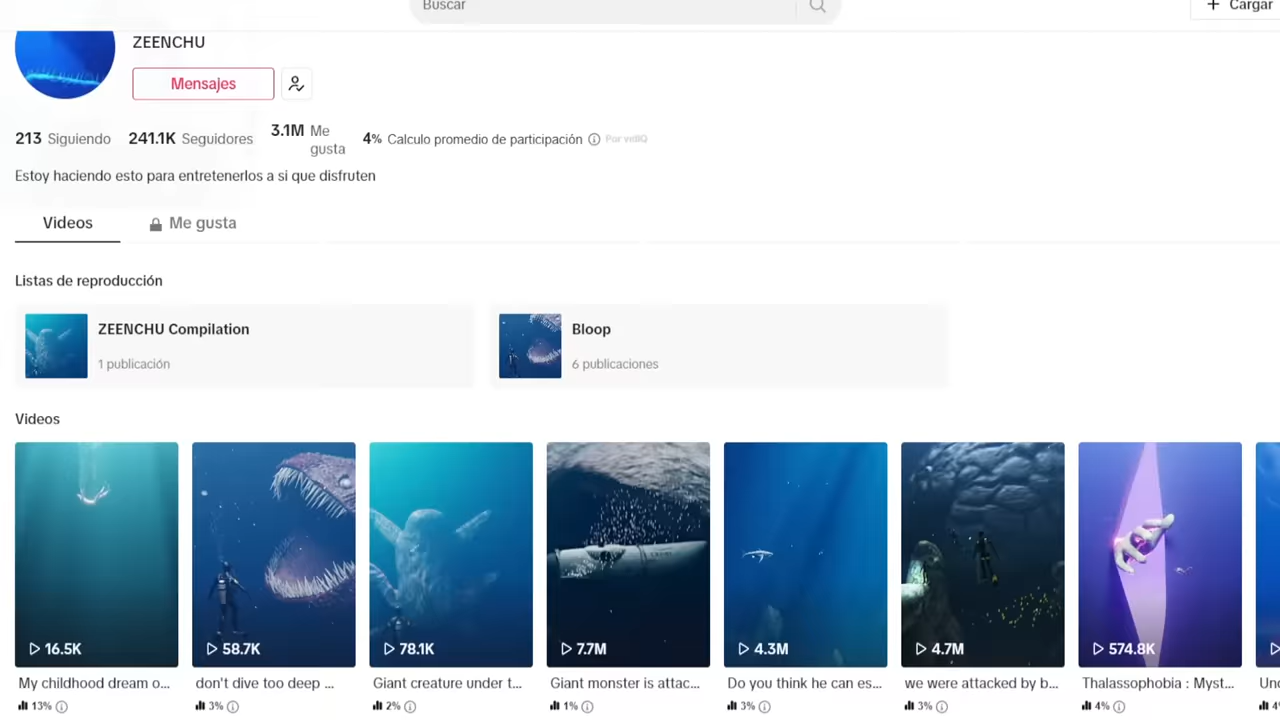 Buscar
+ Cargar
ZEENCHU
Mensajes
213 Siguiendo 241.1K Seguidores 3.1M Me gusta 4% Calculo promedio de participación Por
Estoy haciendo esto para entretenerlos a si que disfruten
Videos Me gusta
Listas de reproducción
ZEENCHU Compilation
1 publicación
Bloop
6 publicaciones
Videos
16.5K 58.7K 78.1K 7.7M 4.3M 4.7M 574.8K
My childhood dream o... don't dive too deep ... Giant creature under t... Giant monster is attac... Do you think he can es... we were attacked by b... Thalassophobia : Myst...
13% 3% 2% 1% 3% 3% 4%